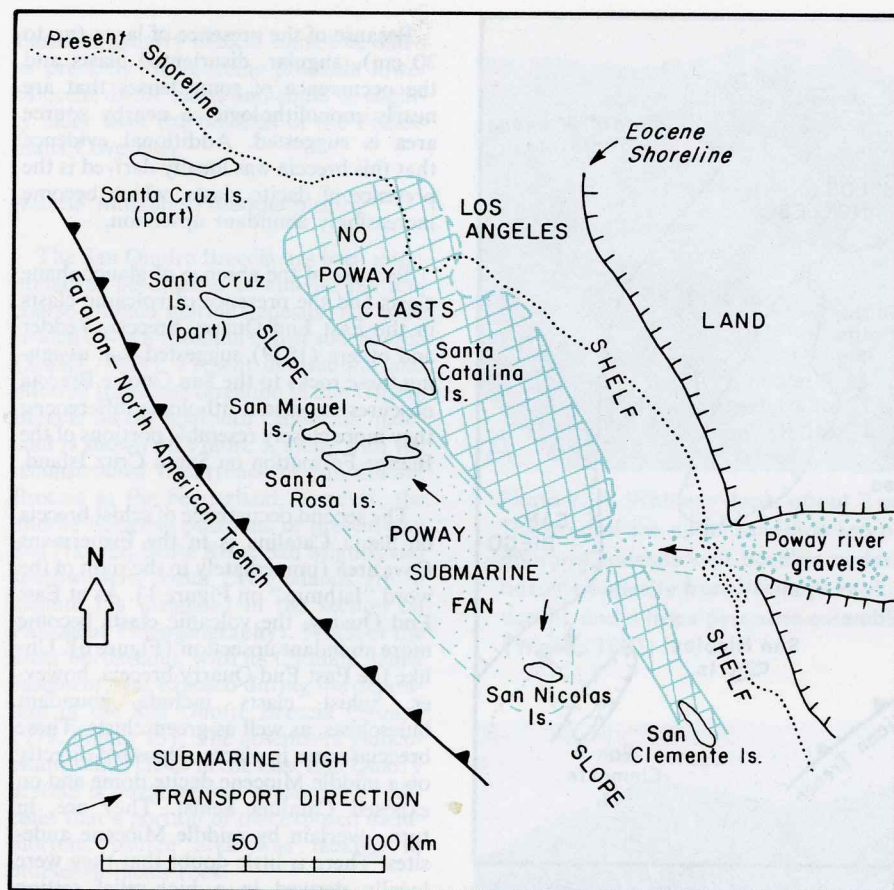 Present Shoreline
Eocene
Shoreline
Santa Cruz Is.
(part)
LOS
ANGELES
NO
POWAY
CLASTS
Santa Cruz
Is.
(part)
SLOPE
LAND
SHELF
Santa
Catalina
Is.
San Miguel
Is.
Santa
Rosa Is.
Farallon-North American Trench
N
POWAY
SUBMARINE
FAN
Poway river
gravels
San Nicolas
Is.
SHELF
SLOPE
San
Clemente Is.
SUBMARINE HIGH
TRANSPORT DIRECTION
0 50 100 Km